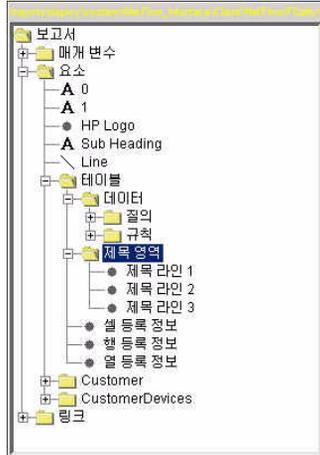 보고서
매개 변수
요소
A 0
A 1
HP Logo
A Sub Heading
Line
테이블
데이터
질의
규칙
제목 영역
제목 라인 1
제목 라인 2
제목 라인 3
셀 등록 정보
행 등록 정보
열 등록 정보
Customer
CustomerDevices
링크